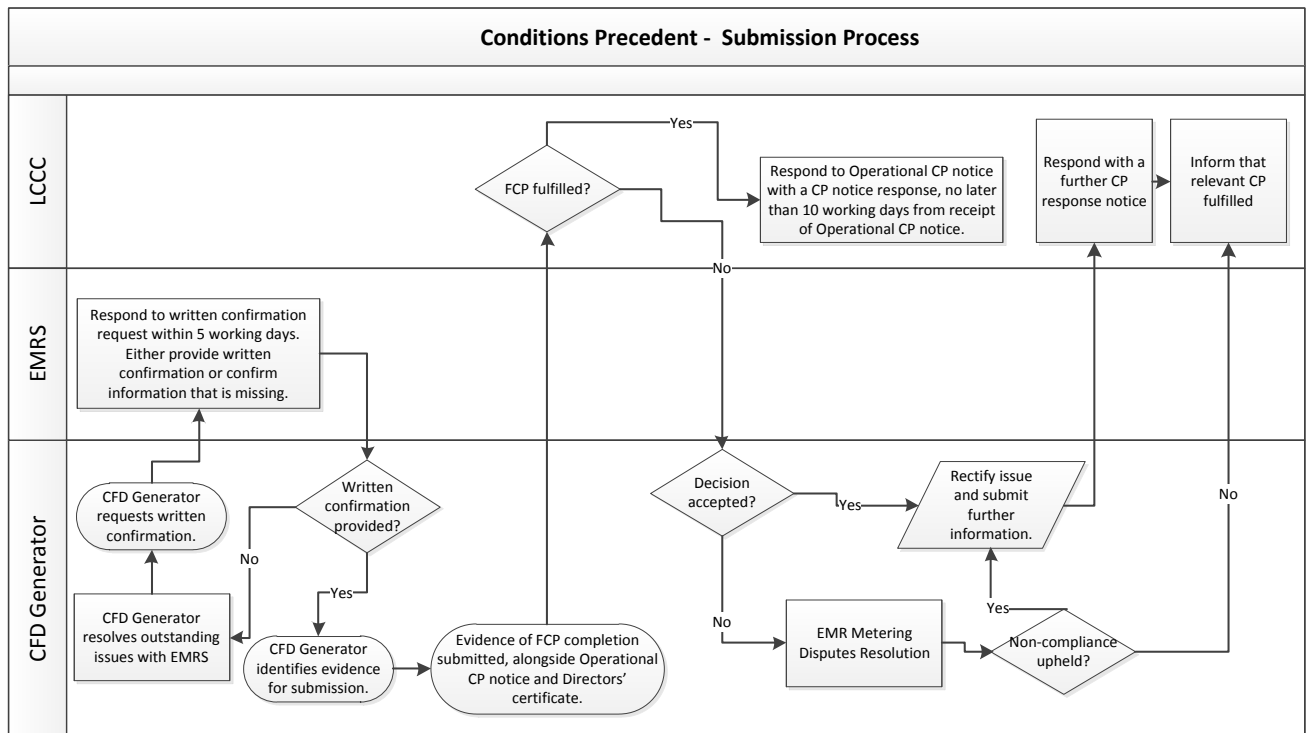 Conditions Precedent - Submission Process
LCCC
FCP fulfilled?
Yes
No
Respond to Operational CP notice
with a CP notice response, no later
than 10 working days from receipt
of Operational CP notice.
Respond with a
further CP
response notice
Inform that
relevant CP
fulfilled
EMRS
Respond to written confirmation
request within 5 working days.
Either provide written
confirmation or confirm
information that is missing.
CFD Generator
CFD Generator
requests written
confirmation.
Written
confirmation
provided?
No
Yes
CFD Generator
resolves outstanding
issues with EMRS
CFD Generator
identifies evidence
for submission.
Evidence of FCP completion
submitted, alongside Operational
CP notice and Directors’
certificate.
Decision
accepted?
Yes
No
Rectify issue
and submit
further
information.
EMR Metering
Disputes Resolution
Non-compliance
upheld?
Yes
No